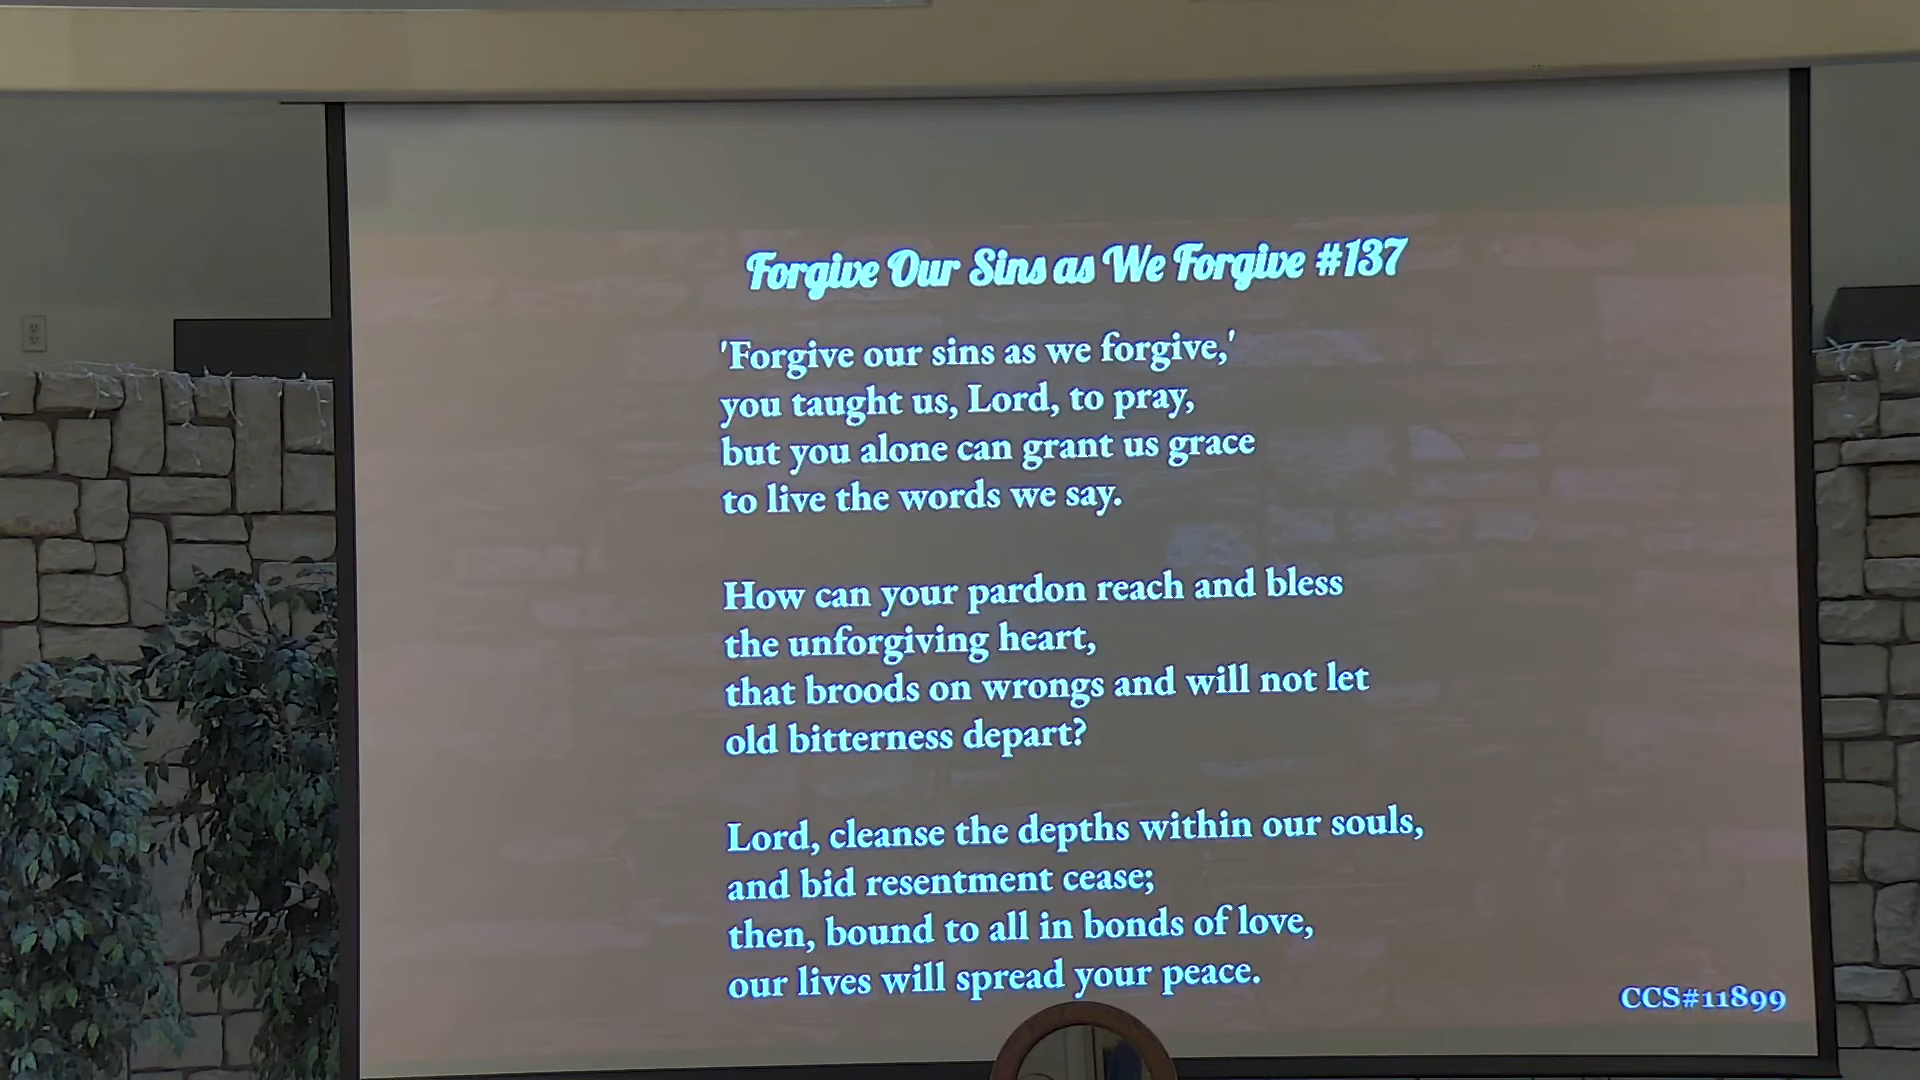 Forgive Our Sins as We Forgive #137
'Forgive our sins as we forgive,'
you taught us, Lord, to pray,
but you alone can grant us grace
to live the words we say.
How can your pardon reach and bless
the unforgiving heart,
that broods on wrongs and will not let
old bitterness depart?
Lord, cleanse the depths within our souls,
and bid resentment cease;
then, bound to all in bonds of love,
our lives will spread your peace.
CCS#11899